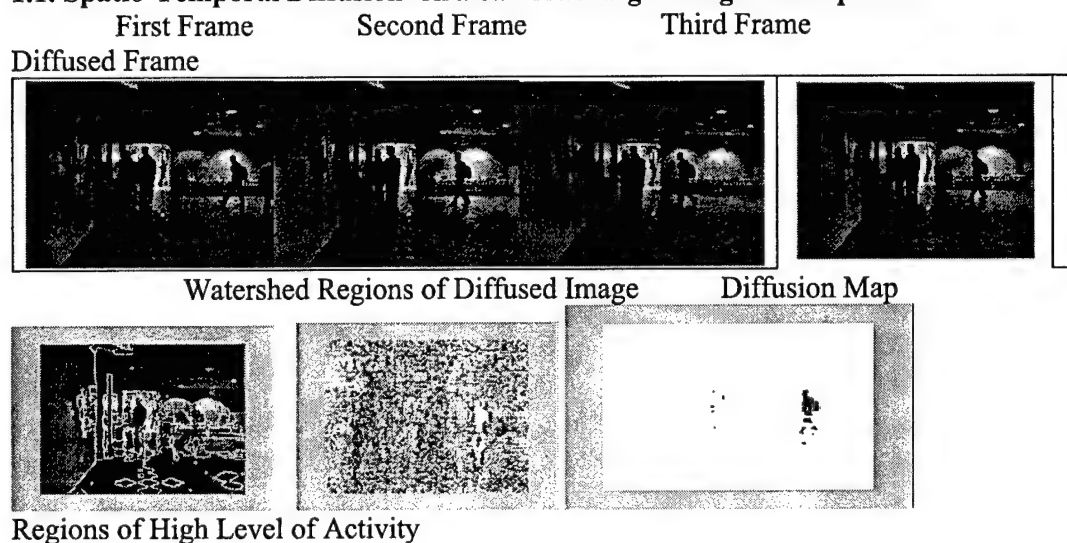 First Frame Second Frame Third Frame
Diffused Frame
Watershed Regions of Diffused Image Diffusion Map
Regions of High Level of Activity